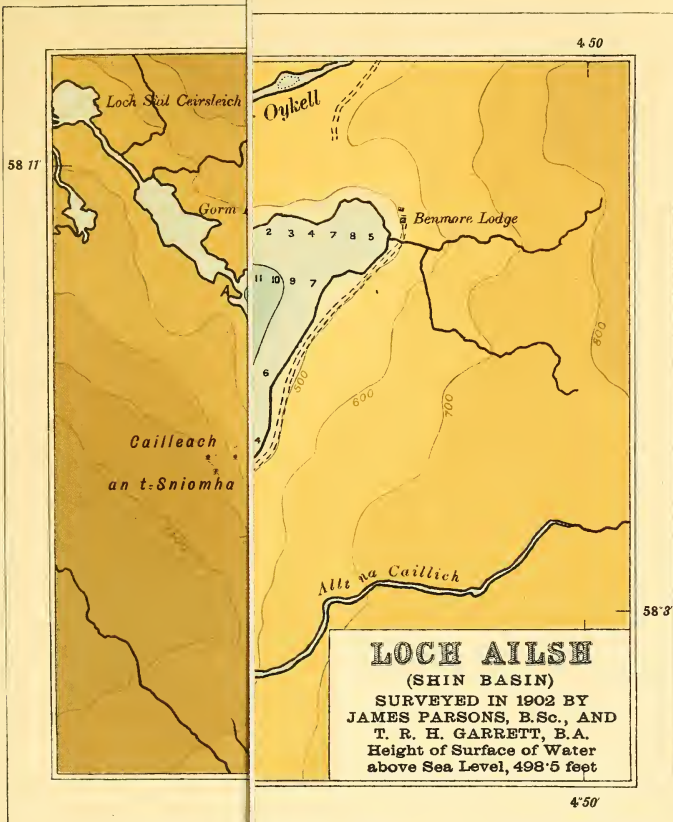 4 50
Loch Sail Ceirsleich
Oykell
58 11'
Gorm
2 3 4 7 8 5
Benmore Lodge
11 10 9 7
A
800
6
500
600
700
4
Cailleach
an t-Sniomha
Allt na Caillich
58°3'
LOCH AILSH
(SHIN BASIN)
SURVEYED IN 1902 BY
JAMES PARSONS, B.Sc., AND
T. R. H. GARRETT, B.A.
Height of Surface of Water
above Sea Level, 498·5 feet
4°50'